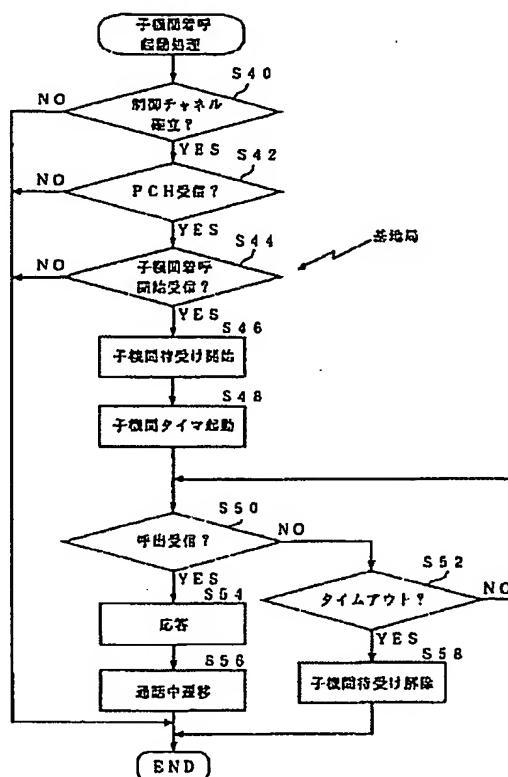 子機間着呼
起動処理
S40
制御チャネル
確立?
NO
YES
S42
PCH受信?
NO
YES
S44
子機間着呼
開始受信?
NO
YES
基地局
S46
子機間待受け開始
S48
子機間タイマ起動
S50
呼出受信?
NO
YES
S52
タイムアウト?
NO
YES
S54
応答
S56
通話中遷移
S58
子機間待受け解除
END